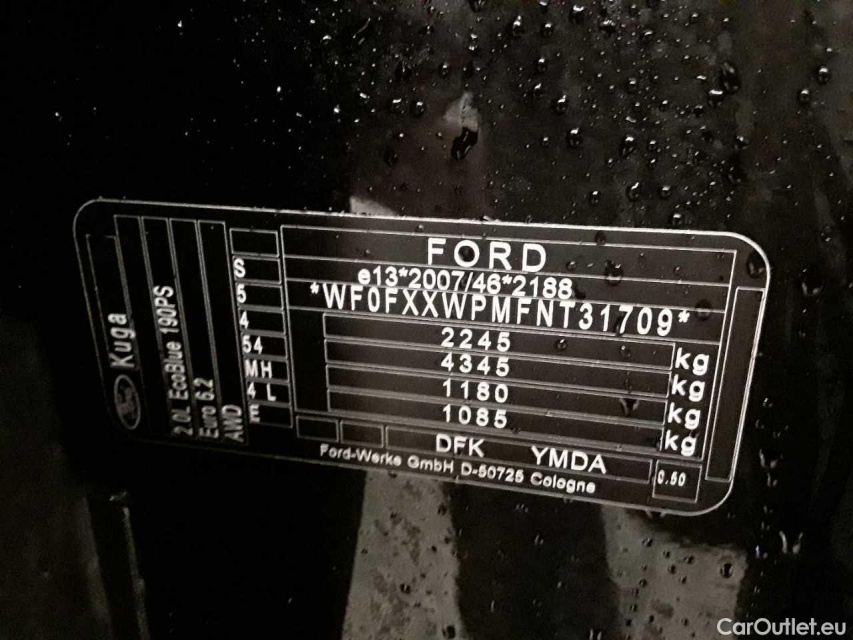 FORD
e13*2007/46*2188
*WF0FXXWPMFNT31709*
2245 kg
4345 kg
1180 kg
1085 kg
DFK YMDA
0.50
Ford-Werke GmbH D-50725 Cologne
S
5
4
54
MH
4 L
E
Ford
Kuga
2.0L EcoBlue 190PS
Euro 6.2
AWD
CarOutlet.eu